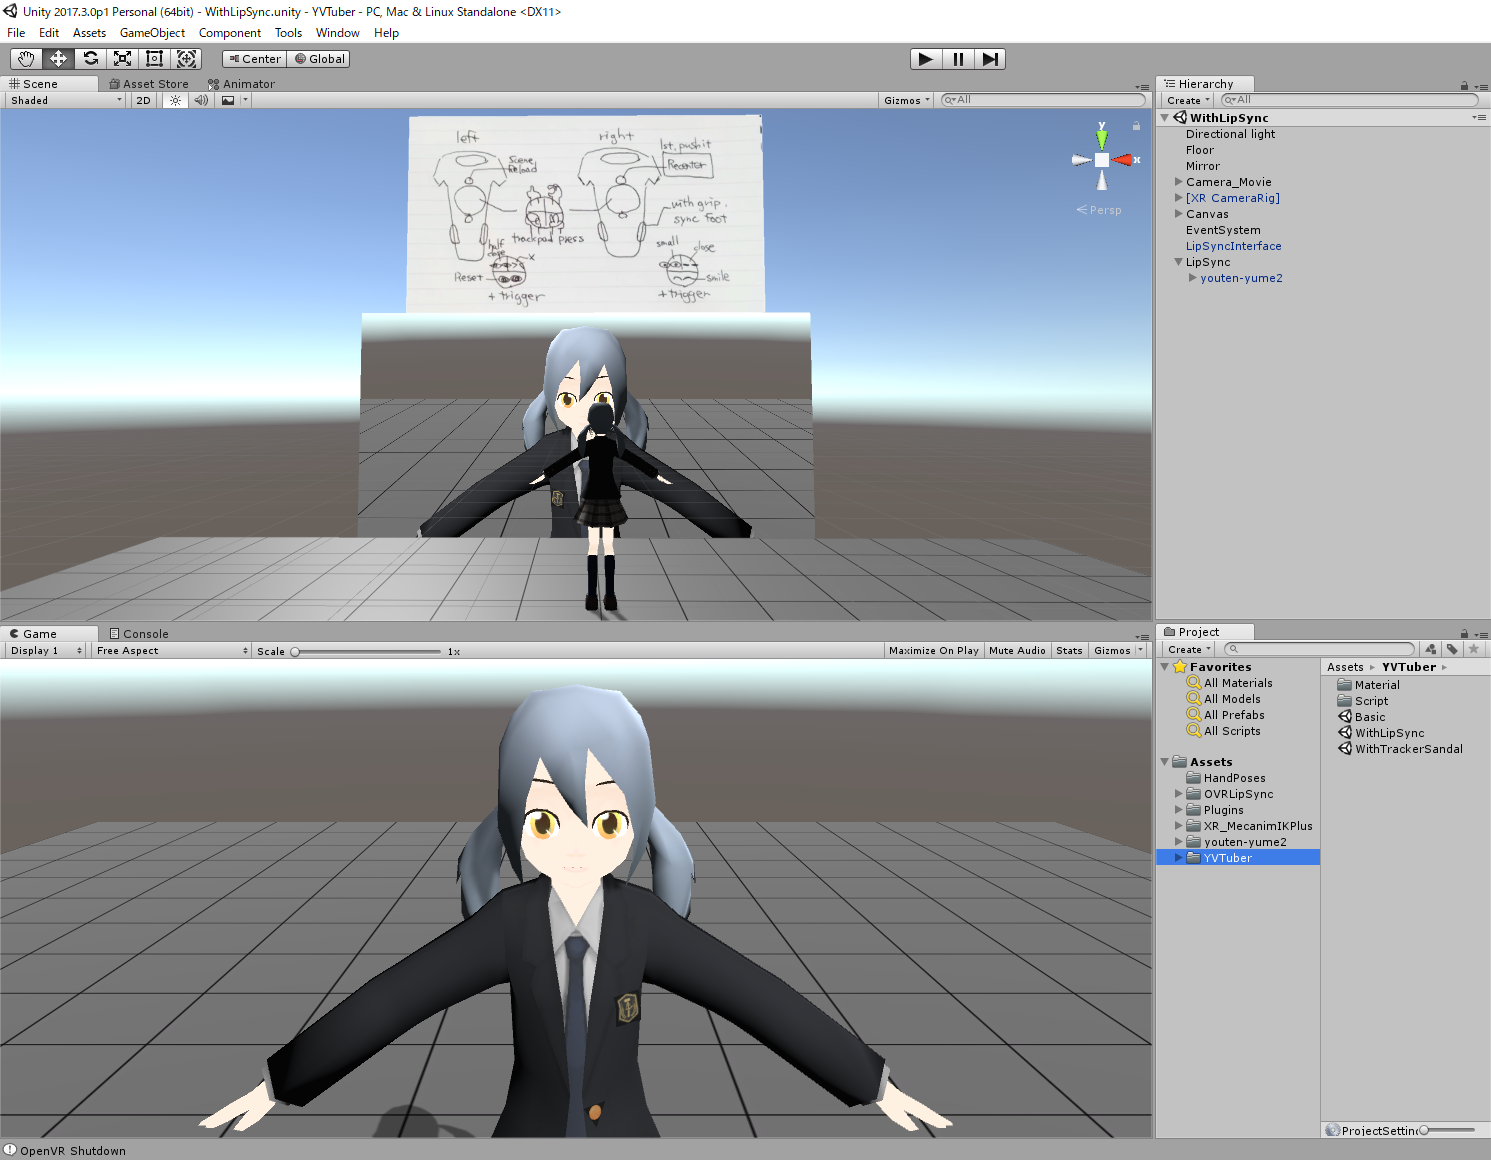 Unity 2017.3.0p1 Personal (64bit) - WithLipSync.unity - YVTuber - PC, Mac & Linux Standalone <DX11>
File Edit Assets GameObject Component Tools Window Help
Center Global
Scene Asset Store Animator
Shaded 2D Gizmos All
left right
Scene Reload
1st, push it
Recenter
with grip.
sync foot
trackpad press
half close x
Reset
+ trigger
small close
smile
+ trigger
y
x
Persp
Hierarchy
Create All
WithLipSync
Directional light
Floor
Mirror
Camera_Movie
[XR CameraRig]
Canvas
EventSystem
LipSyncInterface
LipSync
youten-yume2
Game Console
Display 1 Free Aspect Scale 1x Maximize On Play Mute Audio Stats Gizmos
Project
Create
Favorites
All Materials
All Models
All Prefabs
All Scripts
Assets
HandPoses
OVRLipSync
Plugins
XR_MecanimIKPlus
youten-yume2
YVTuber
Assets YVTuber
Material
Script
Basic
WithLipSync
WithTrackerSandal
ProjectSetting
OpenVR Shutdown